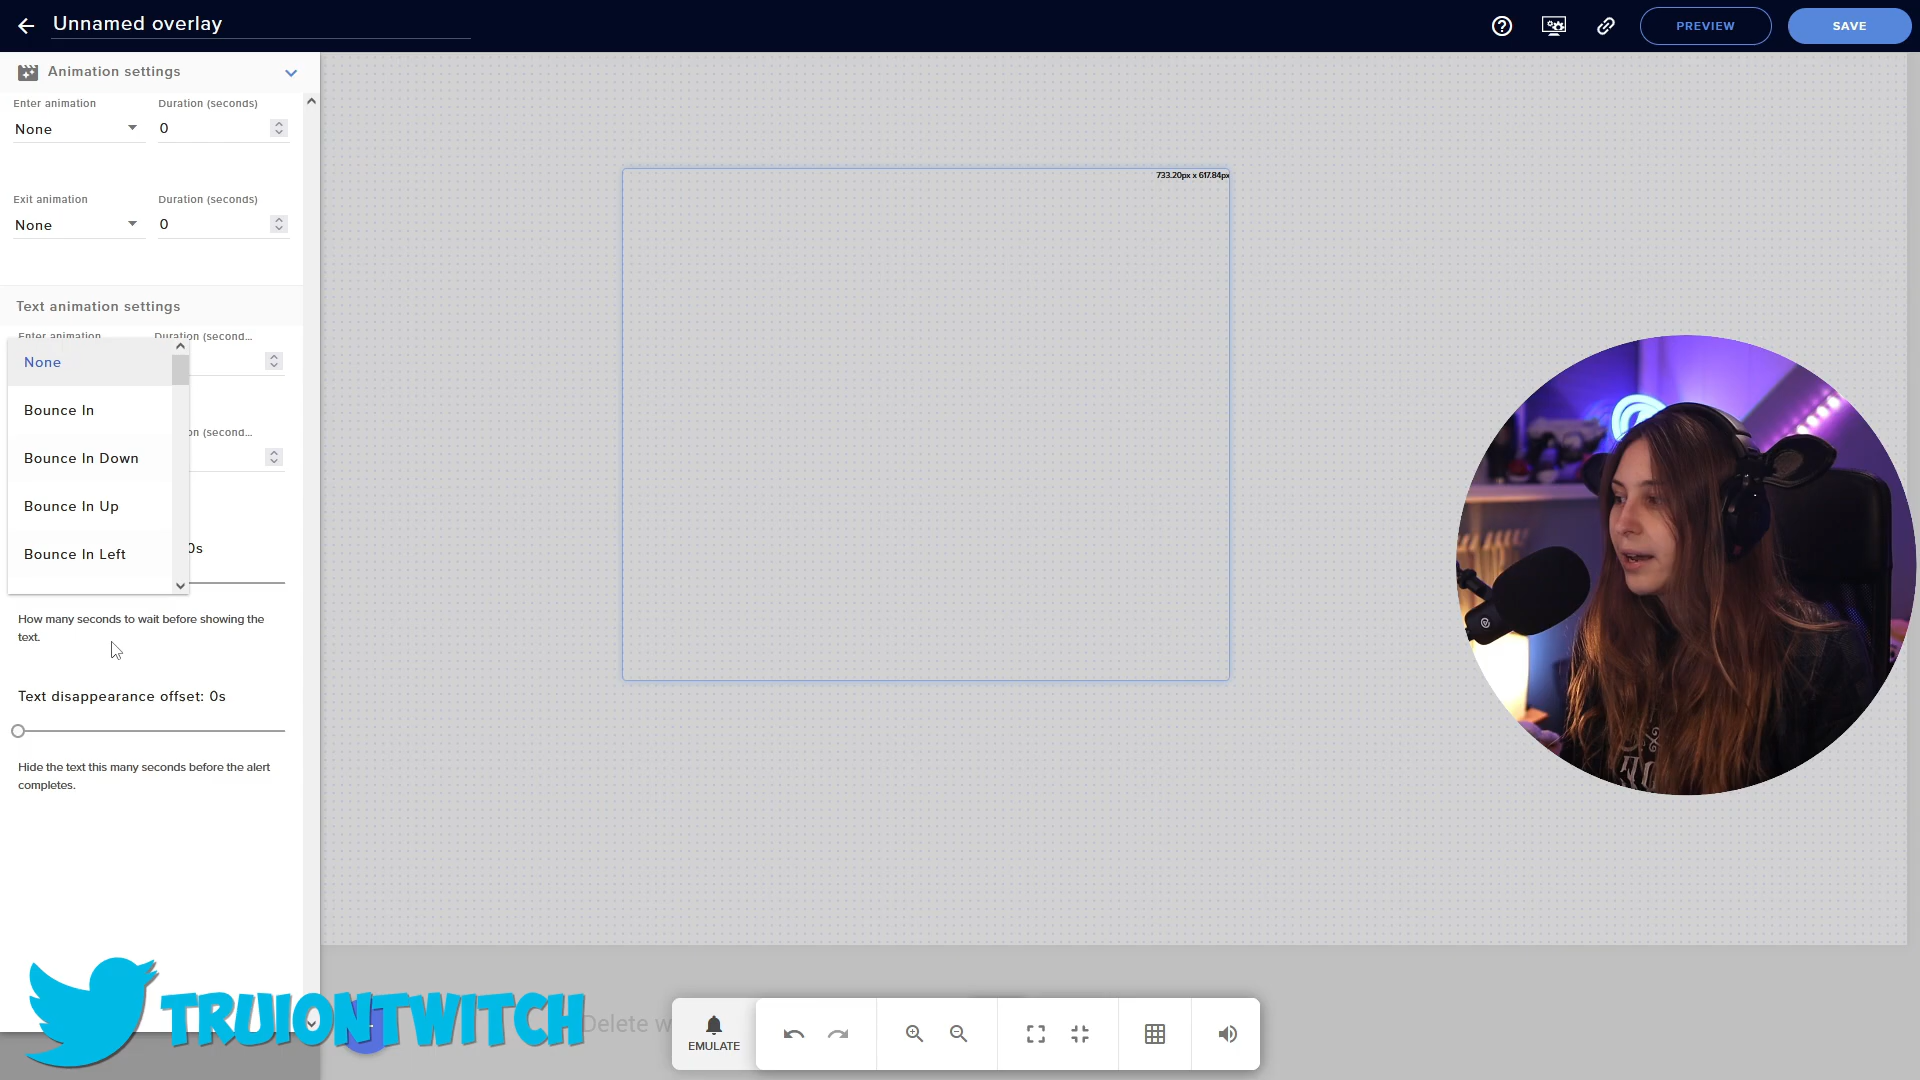 Unnamed overlay
PREVIEW
SAVE
Animation settings
Enter animation
Duration (seconds)
None
0
733.20px x 617.84px
Exit animation
Duration (seconds)
None
0
Text animation settings
Enter animation
Duration (second...
None
Bounce In
on (second...
Bounce In Down
Bounce In Up
Bounce In Left
0s
How many seconds to wait before showing the
text.
Text disappearance offset: 0s
Hide the text this many seconds before the alert
completes.
TRUIONTWITCH
Delete w
EMULATE